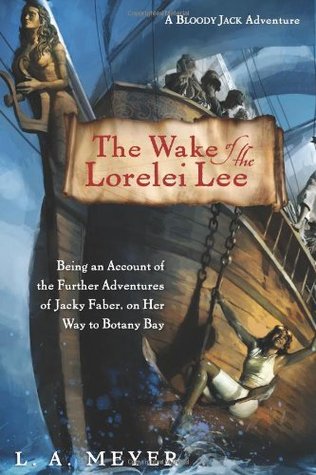 A BLOODY JACK Adventure
The Wake of the
Lorelei Lee
Being an Account of
the Further Adventures
of Jacky Faber, on Her
Way to Botany Bay
L. A. MEYER